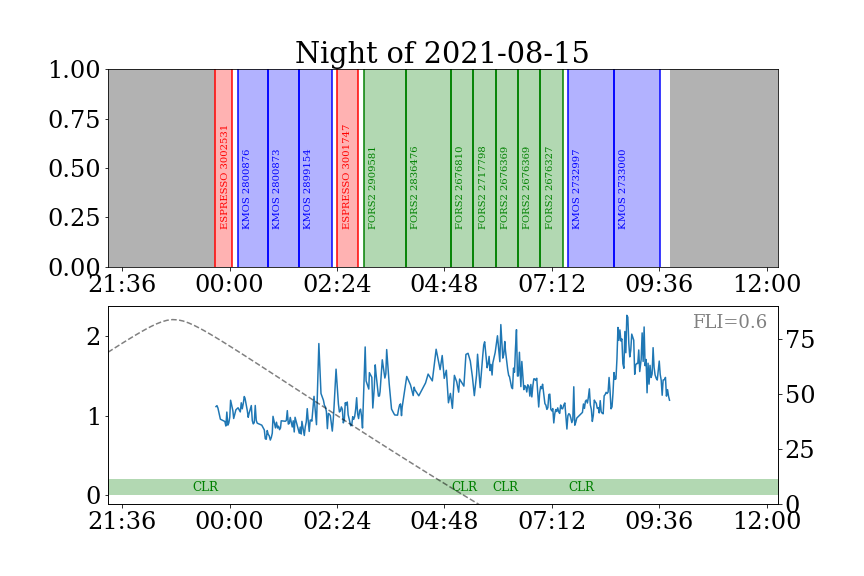 Night of 2021-08-15
1.00
0.75
0.50
0.25
0.00
ESPRESSO 3002531
KMOS 2800876
KMOS 2800873
KMOS 2899154
ESPRESSO 3001747
FORS2 2909581
FORS2 2836476
FORS2 2676810
FORS2 2717798
FORS2 2676369
FORS2 2676369
FORS2 2676327
KMOS 2732997
KMOS 2733000
21:36 00:00 02:24 04:48 07:12 09:36 12:00
FLI=0.6
2
1
0
75
50
25
0
CLR CLR CLR CLR
21:36 00:00 02:24 04:48 07:12 09:36 12:00